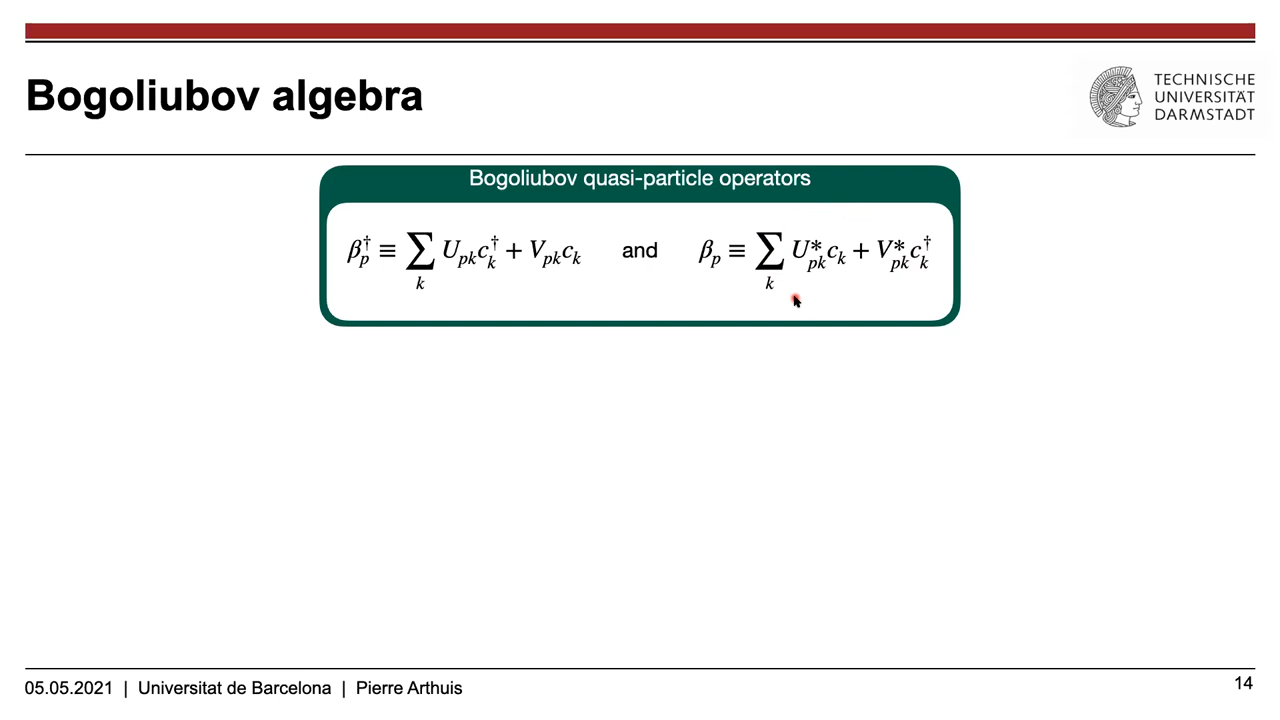 Bogoliubov algebra
TECHNISCHE
UNIVERSITÄT
DARMSTADT
Bogoliubov quasi-particle operators
β†p ≡ ∑k Upk c†k + Vpk ck and βp ≡ ∑k U*pk ck + V*pk c†k
05.05.2021 | Universitat de Barcelona | Pierre Arthuis
14